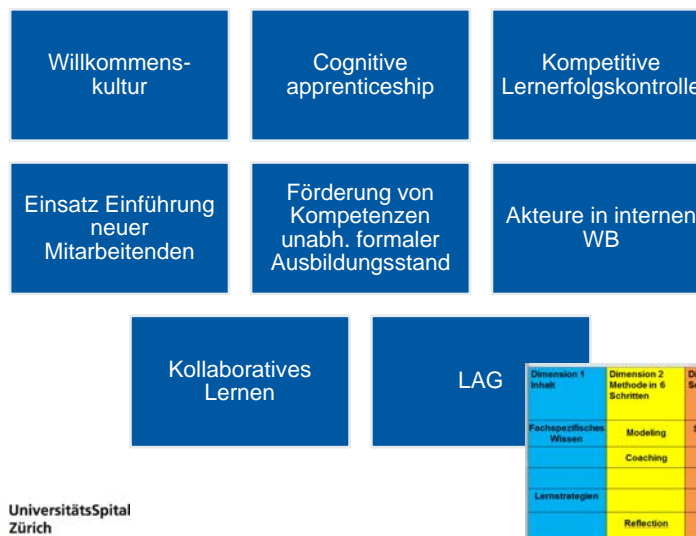 Willkommens-
kultur
Cognitive
apprenticeship
Kompetitive
Lernerfolgskontrolle
Einsatz Einführung
neuer
Mitarbeitenden
Förderung von
Kompetenzen
unabh. formaler
Ausbildungsstand
Akteure in internen
WB
Kollaboratives
Lernen
LAG
Dimension 1
Inhalt
Dimension 2
Methode in 6
Schritten
Fachspezifisches
Wissen
Modeling
Coaching
Lernstrategien
Reflection
UniversitätsSpital
Zürich